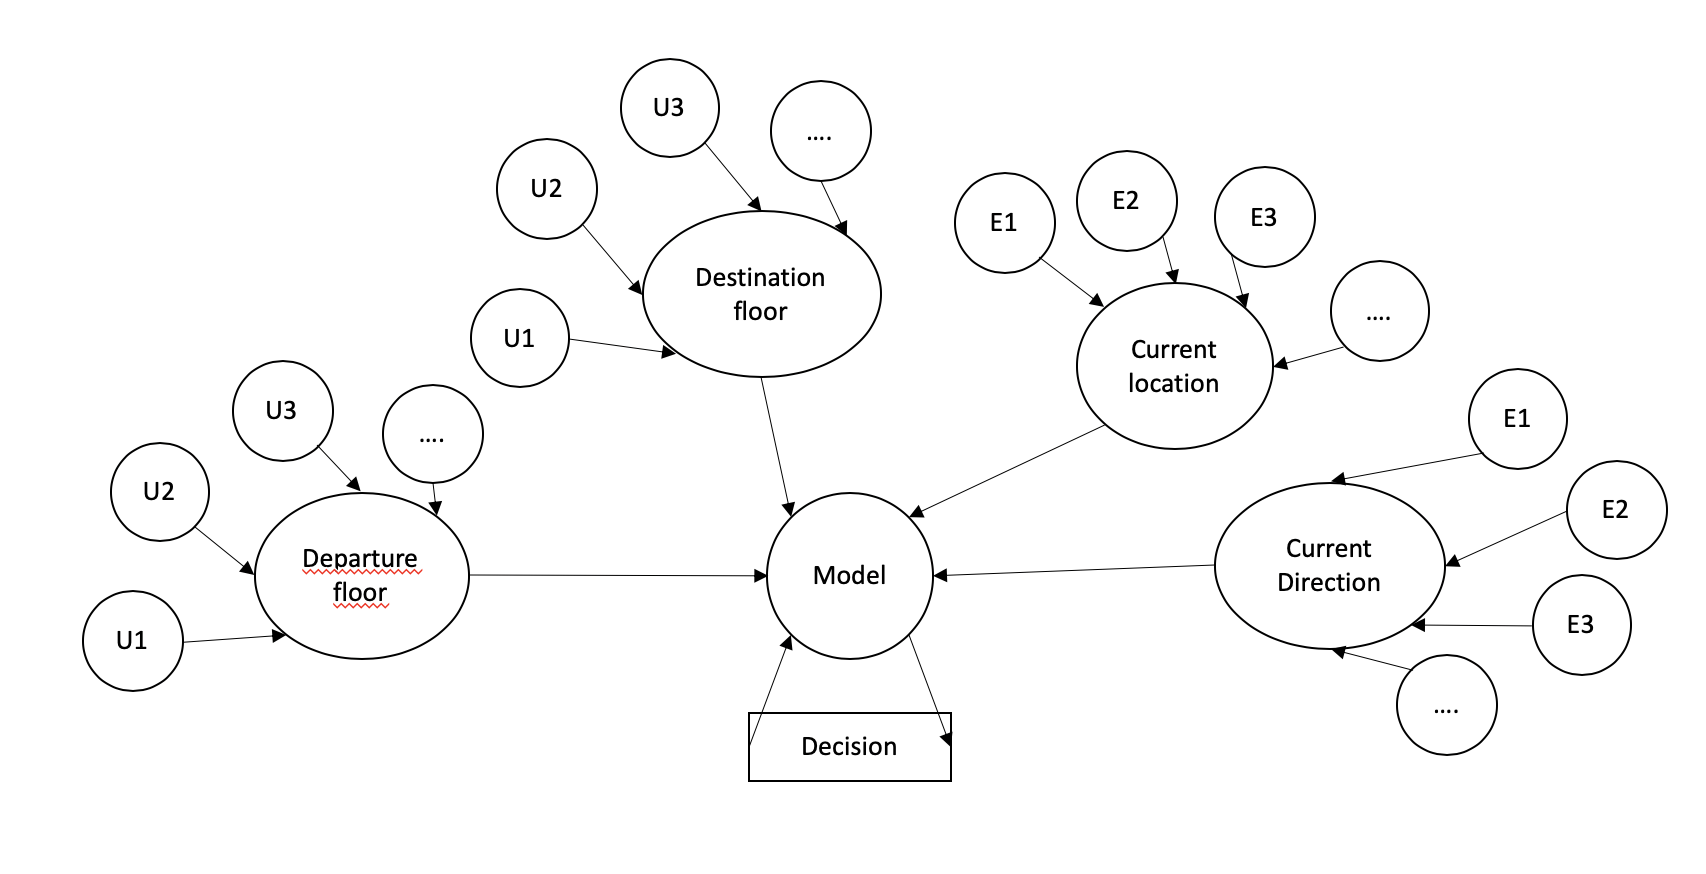 U3
....
U2
Destination
floor
U1
E1
E2
E3
....
Current
location
U3
....
U2
Departure
floor
U1
Model
E1
E2
Current
Direction
E3
....
Decision